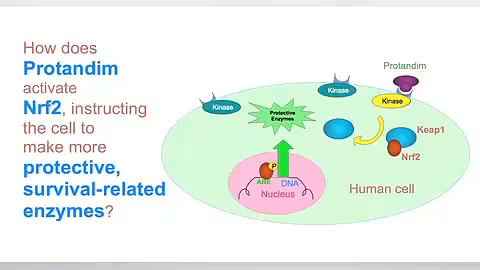 How does
Protandim
activate
Nrf2, instructing
the cell to
make more
protective,
survival-related
enzymes?
Protandim
Kinase
Kinase
Kinase
Protective
Enzymes
Keap1
Nrf2
P
ARE
DNA
Nucleus
Human cell